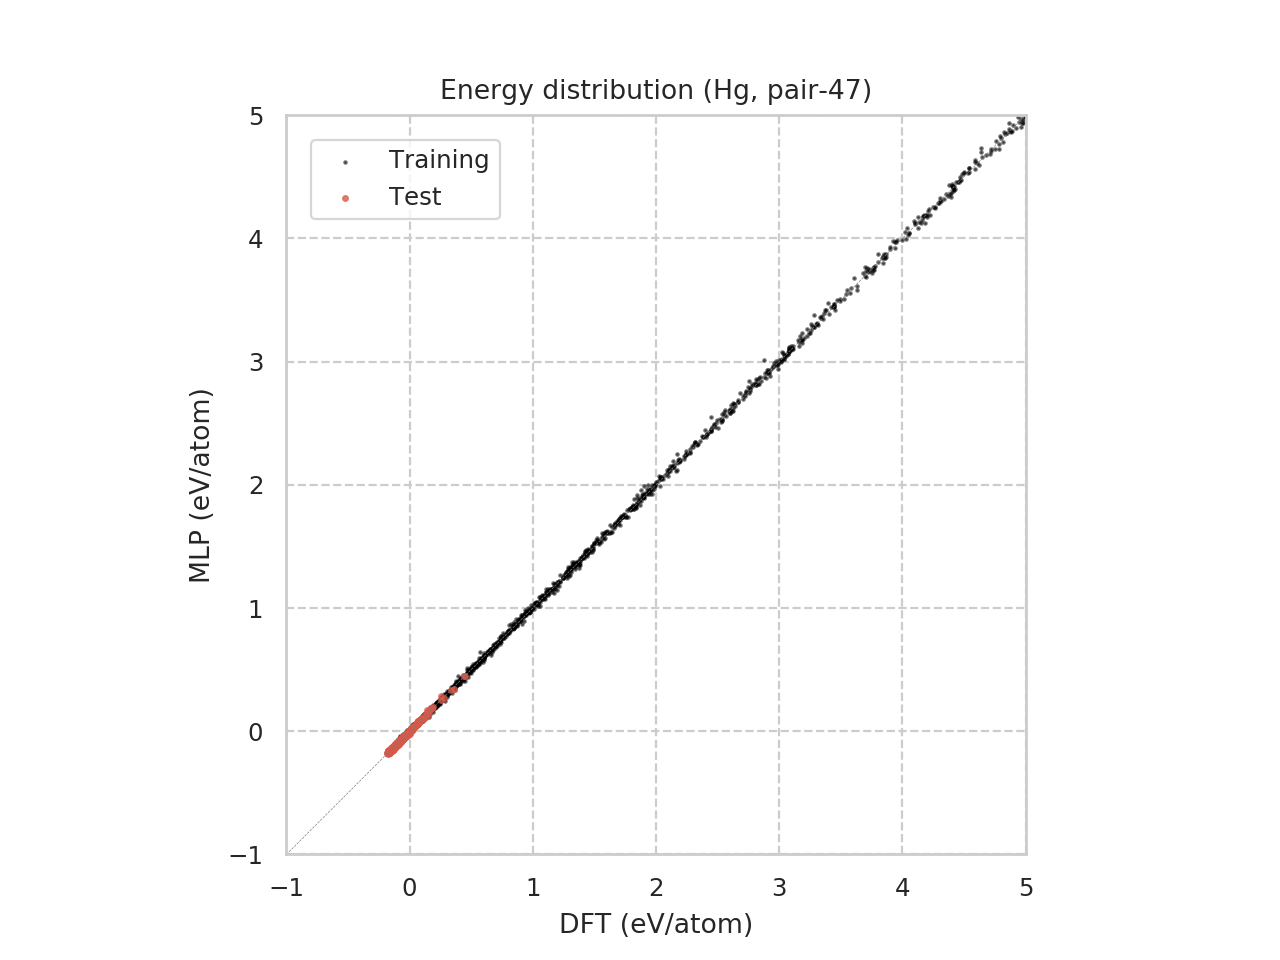 Energy distribution (Hg, pair-47)
Training
Test
5
4
3
2
1
0
−1
−1 0 1 2 3 4 5
MLP (eV/atom)
DFT (eV/atom)